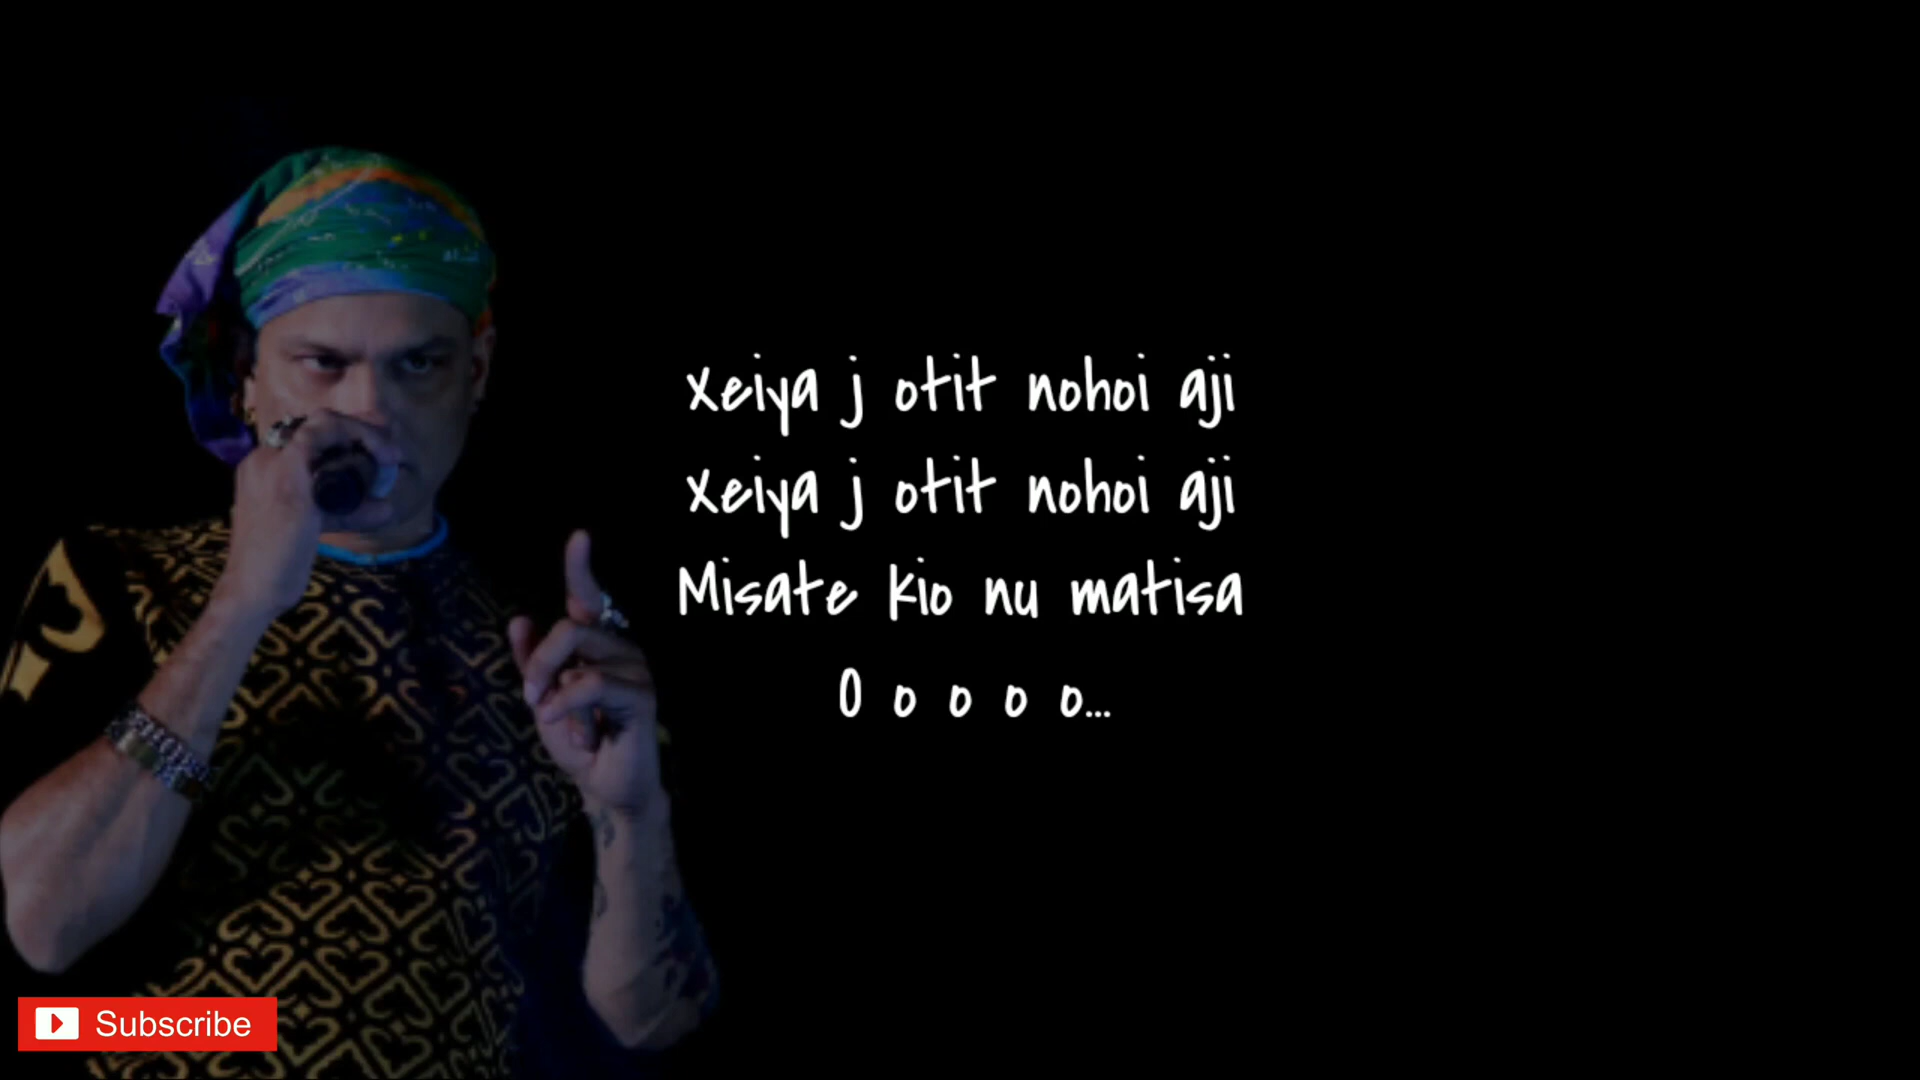 Xeiya j otit nohoi aji
Xeiya j otit nohoi aji
Misate kio nu matisa
O o o o o...
Subscribe